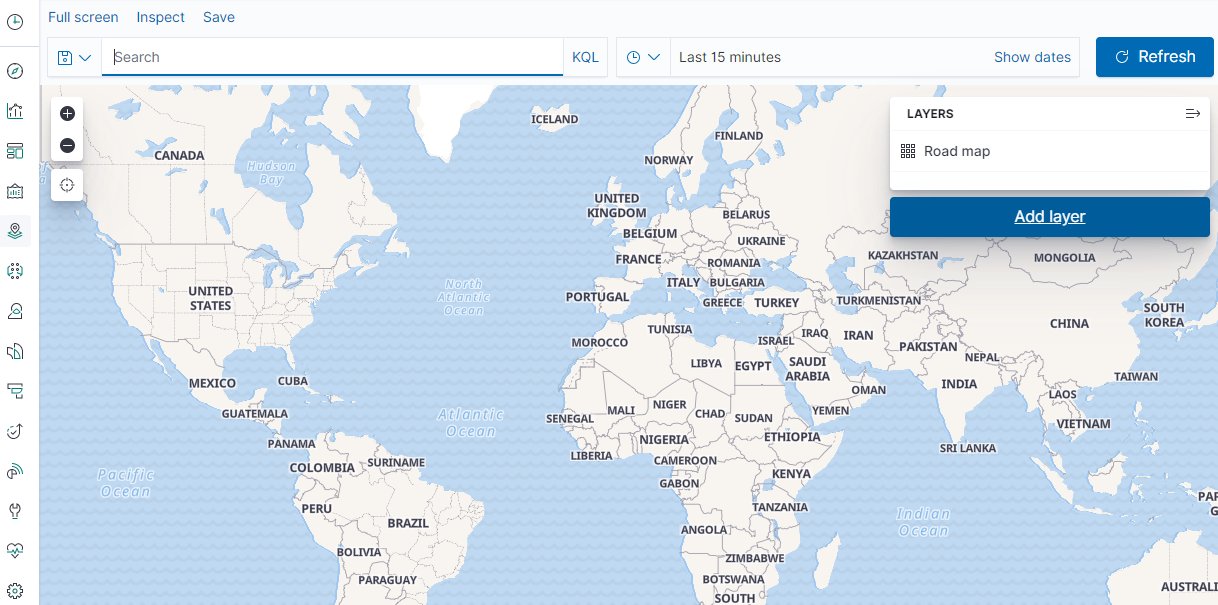 Full screen Inspect Save
Search KQL Last 15 minutes Show dates Refresh
LAYERS
Road map
Add layer
ICELAND
FINLAND
CANADA
NORWAY
Hudson
Bay
UNITED
KINGDOM
BELARUS
BELGIUM
UKRAINE
FRANCE
ROMANIA
KAZAKHSTAN
MONGOLIA
ITALY
BULGARIA
North
Atlantic
Ocean
UNITED
STATES
PORTUGAL
GREECE
TURKEY
TURKMENISTAN
SOUTH
KOREA
CHINA
TUNISIA
MOROCCO
ISRAEL
IRAQ
IRAN
PAKISTAN
NEPAL
LIBYA
EGYPT
SAUDI
ARABIA
TAIWAN
MEXICO
CUBA
OMAN
INDIA
LAOS
GUATEMALA
SENEGAL
MALI
NIGER
CHAD
SUDAN
YEMEN
VIETNAM
Atlantic
Ocean
PANAMA
NIGERIA
ETHIOPIA
SRI LANKA
LIBERIA
CAMEROON
COLOMBIA
SURINAME
GABON
KENYA
Pacific
Ocean
PERU
TANZANIA
PAP
G
BRAZIL
ANGOLA
Indian
Ocean
BOLIVIA
ZIMBABWE
PARAGUAY
BOTSWANA
AUSTRALI
SOUTH